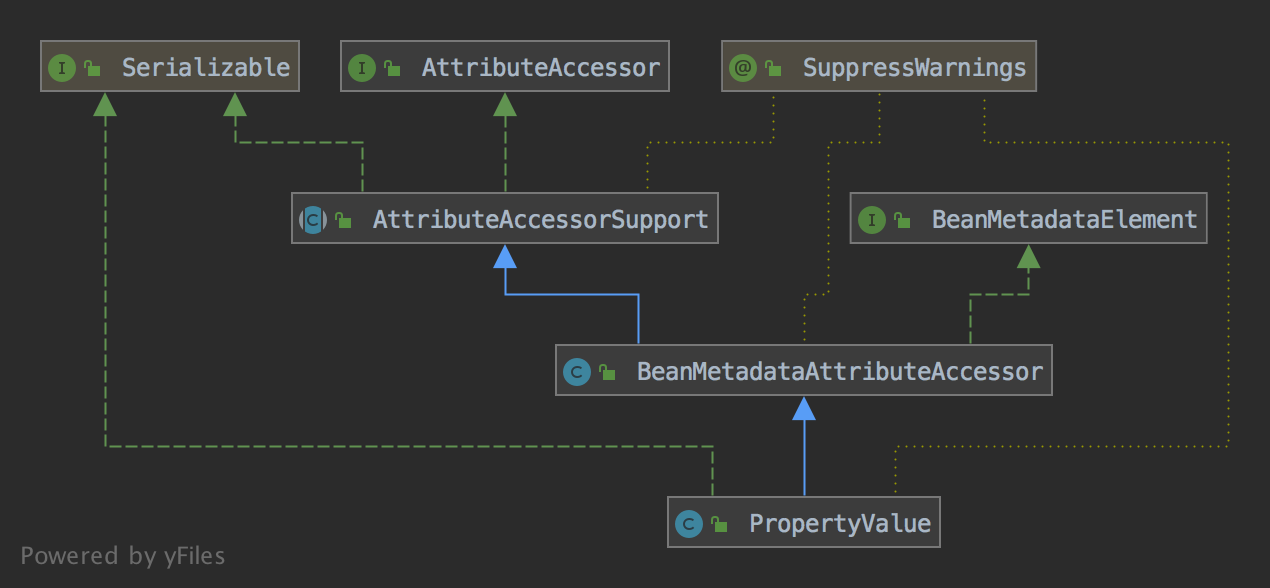 I Serializable
I AttributeAccessor
@ SuppressWarnings
C AttributeAccessorSupport
I BeanMetadataElement
C BeanMetadataAttributeAccessor
C PropertyValue
Powered by yFiles